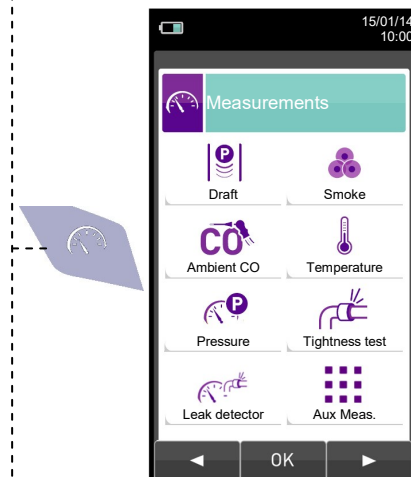 15/01/14
10:00
Measurements
P
Draft
Smoke
CO
Ambient CO
Temperature
P
Pressure
Tightness test
Leak detector
Aux Meas.
OK